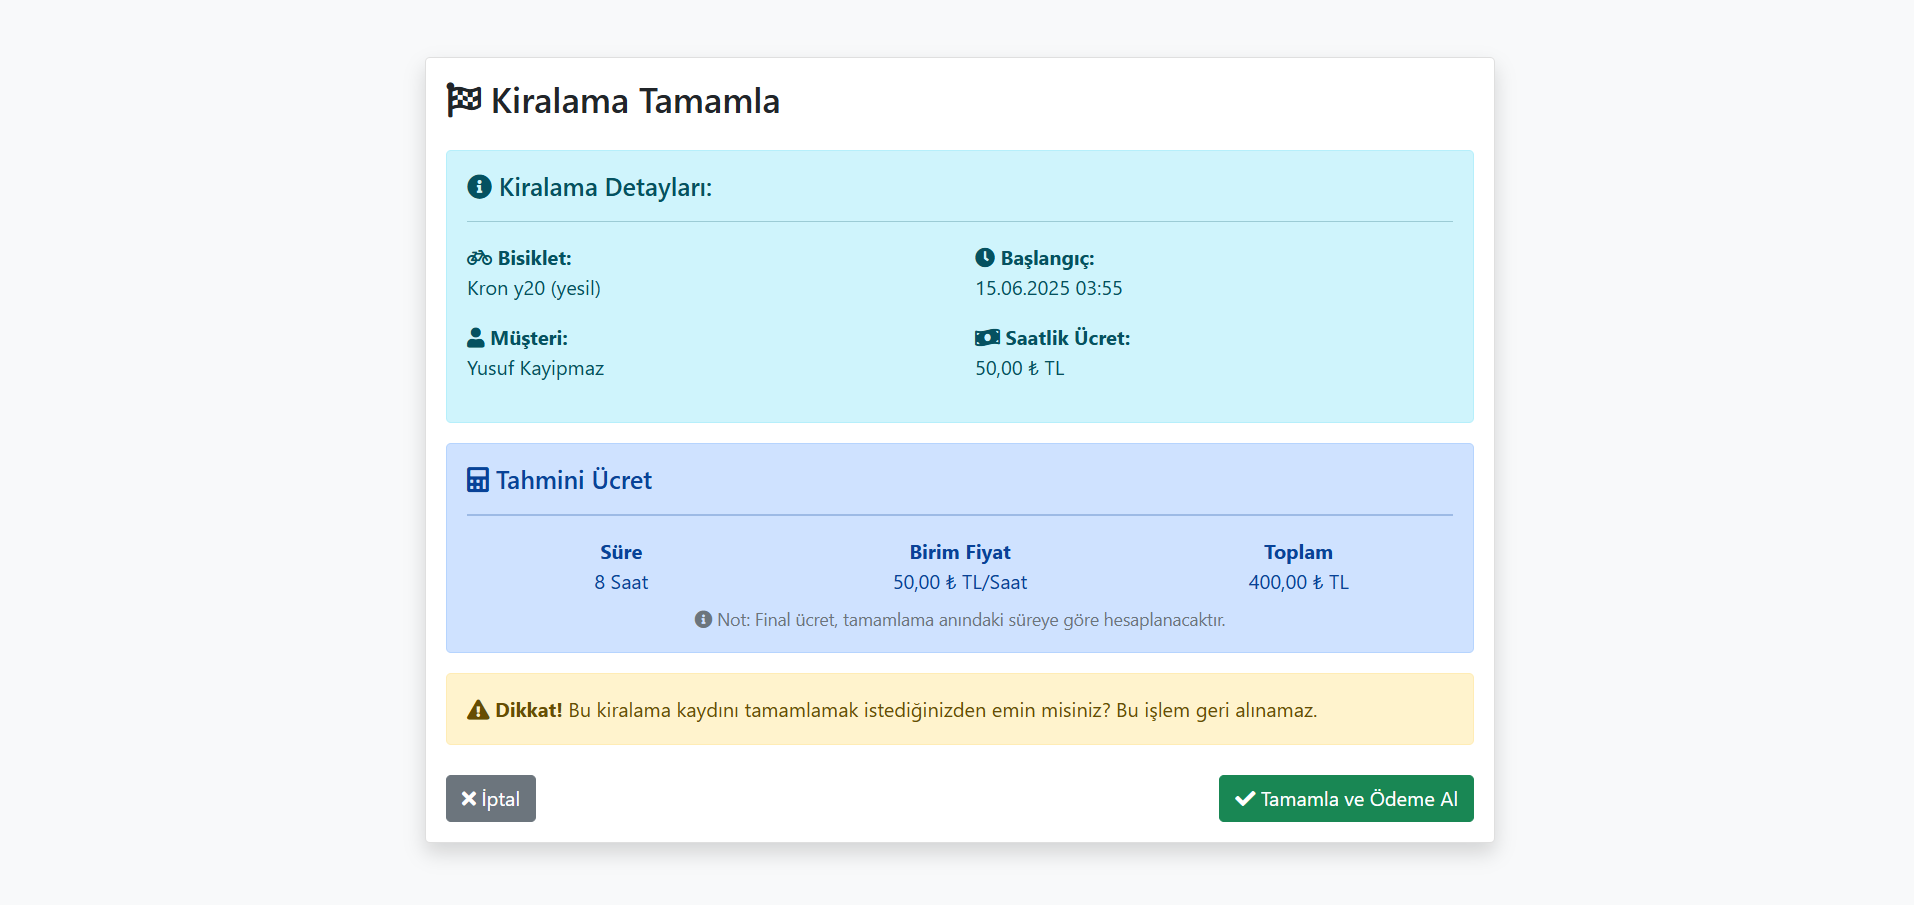 Kiralama Tamamla
Kiralama Detayları:
Bisiklet:
Kron y20 (yesil)
Başlangıç:
15.06.2025 03:55
Müşteri:
Yusuf Kayipmaz
Saatlik Ücret:
50,00 ₺ TL
Tahmini Ücret
Süre
8 Saat
Birim Fiyat
50,00 ₺ TL/Saat
Toplam
400,00 ₺ TL
Not: Final ücret, tamamlama anındaki süreye göre hesaplanacaktır.
Dikkat! Bu kiralama kaydını tamamlamak istediğinizden emin misiniz? Bu işlem geri alınamaz.
İptal
Tamamla ve Ödeme Al